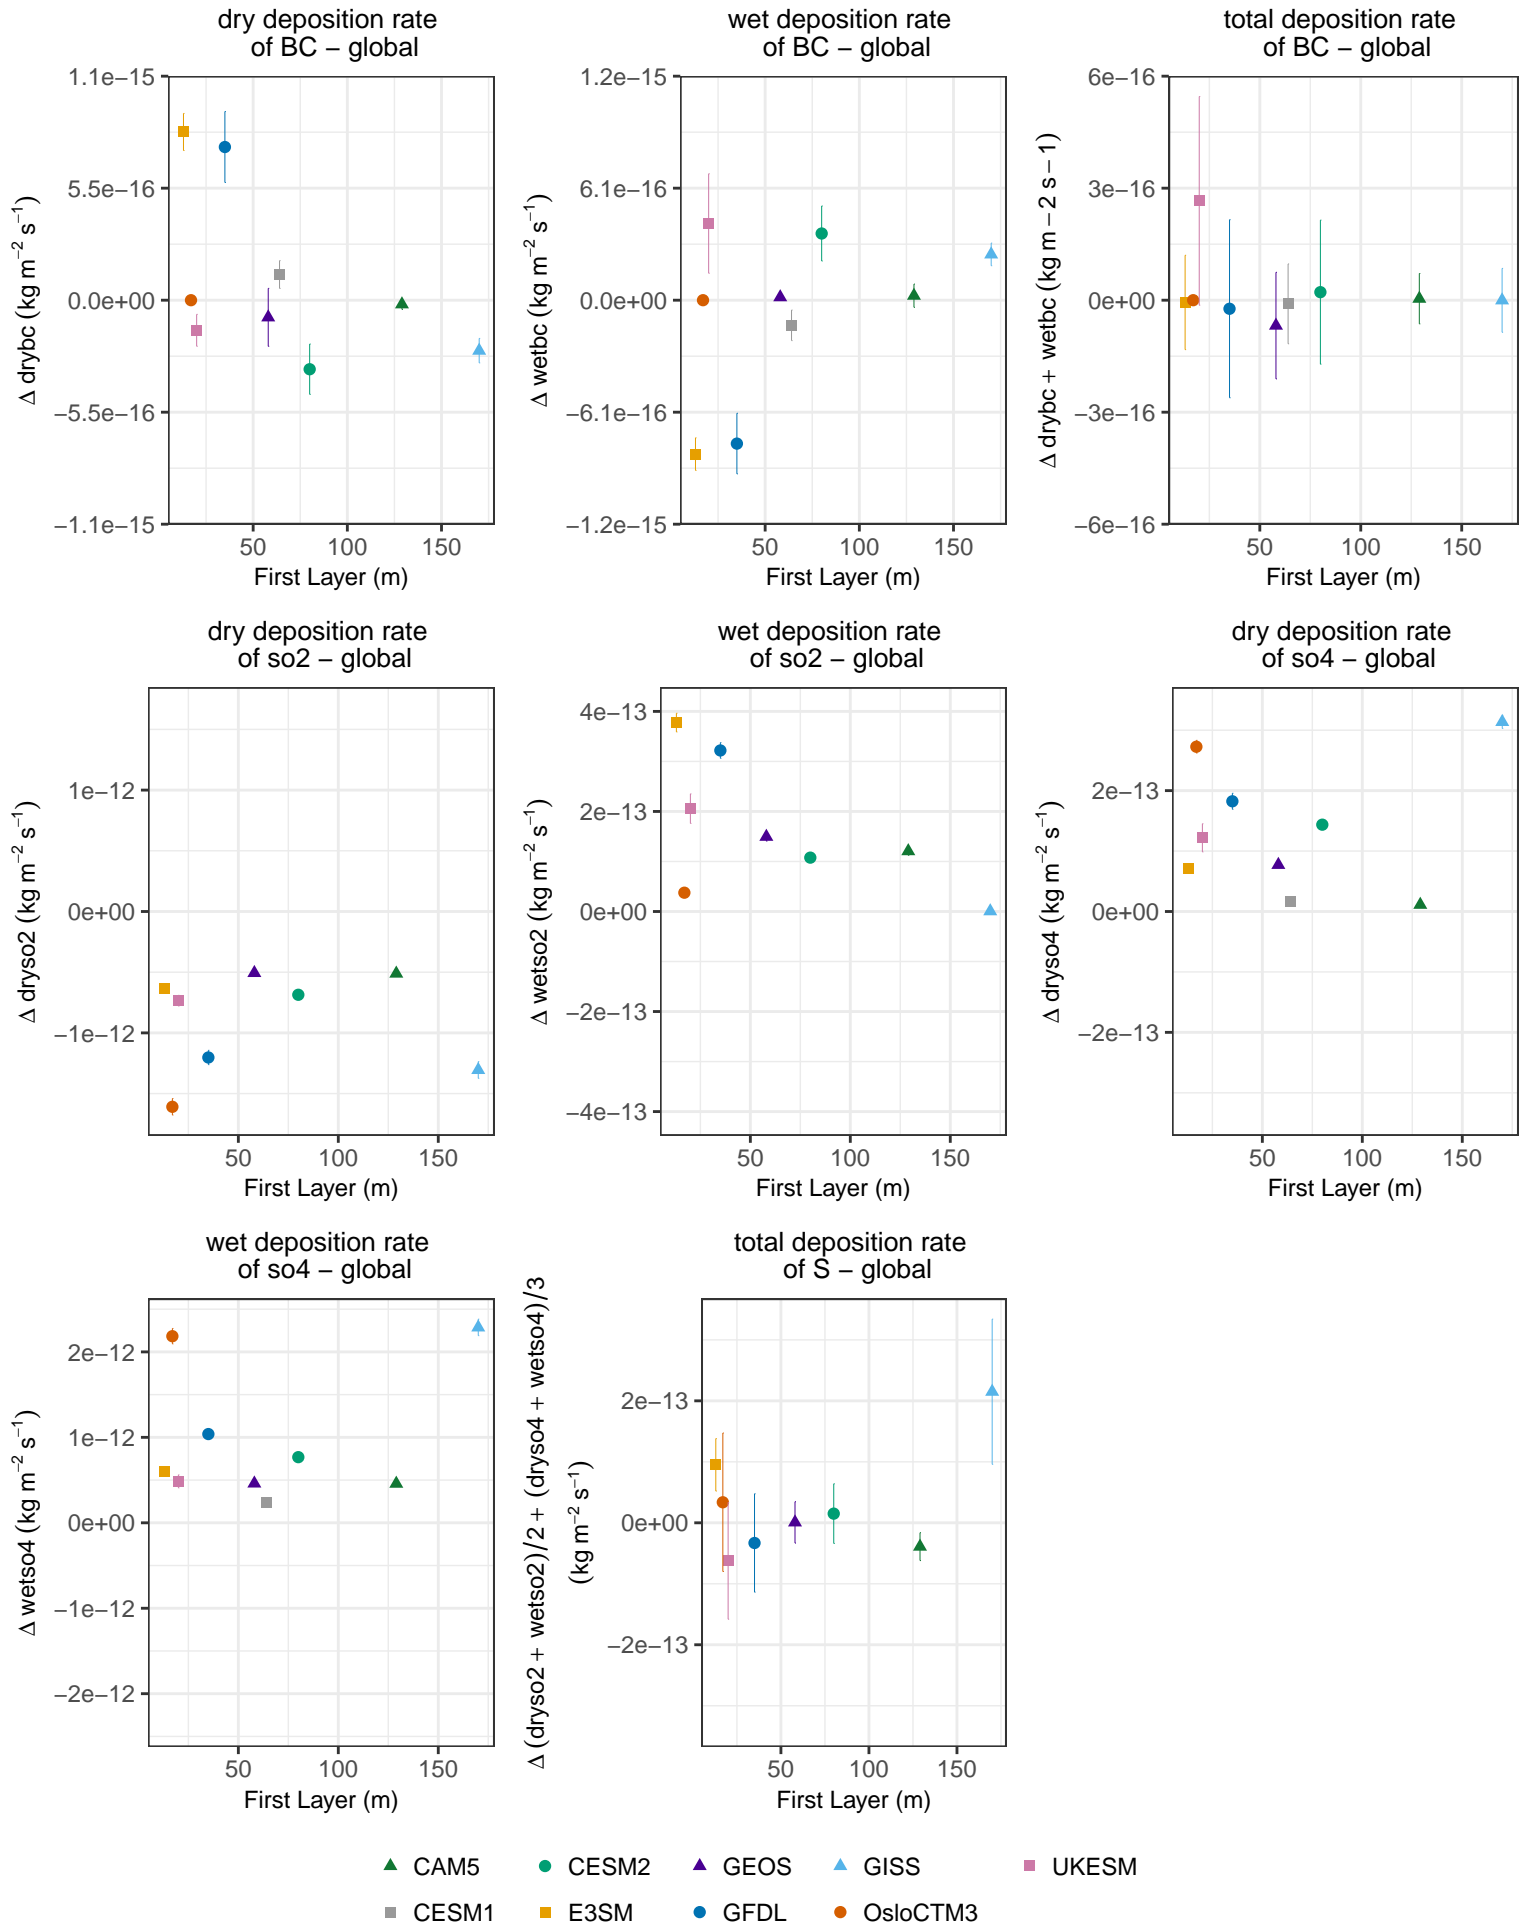 dry deposition rate
of BC − global
1.1e−15
5.5e−16
0.0e+00
−5.5e−16
−1.1e−15
Δ drybc (kg m⁻² s⁻¹)
50 100 150
First Layer (m)
wet deposition rate
of BC − global
1.2e−15
6.1e−16
0.0e+00
−6.1e−16
−1.2e−15
Δ wetbc (kg m⁻² s⁻¹)
50 100 150
First Layer (m)
total deposition rate
of BC − global
6e−16
3e−16
0e+00
−3e−16
−6e−16
Δ drybc + wetbc (kg m − 2 s − 1)
50 100 150
First Layer (m)
dry deposition rate
of so2 − global
1e−12
0e+00
−1e−12
Δ dryso2 (kg m⁻² s⁻¹)
50 100 150
First Layer (m)
wet deposition rate
of so2 − global
4e−13
2e−13
0e+00
−2e−13
−4e−13
Δ wetso2 (kg m⁻² s⁻¹)
50 100 150
First Layer (m)
dry deposition rate
of so4 − global
2e−13
0e+00
−2e−13
Δ dryso4 (kg m⁻² s⁻¹)
50 100 150
First Layer (m)
wet deposition rate
of so4 − global
2e−12
1e−12
0e+00
−1e−12
−2e−12
Δ wetso4 (kg m⁻² s⁻¹)
50 100 150
First Layer (m)
total deposition rate
of S − global
2e−13
0e+00
−2e−13
Δ (dryso2 + wetso2)/2 + (dryso4 + wetso4)/3
(kg m⁻² s⁻¹)
50 100 150
First Layer (m)
CAM5 CESM2 GEOS GISS UKESM
CESM1 E3SM GFDL OsloCTM3